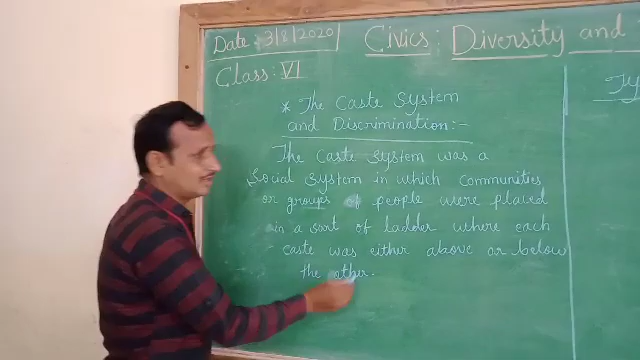 Date: 3/8/2020
Civics: Diversity and
Class: VI
* The Caste System
and Discrimination:-
The Caste System was a
Social System in which communities
or groups of people were placed
in a sort of ladder where each
caste was either above or below
the other.